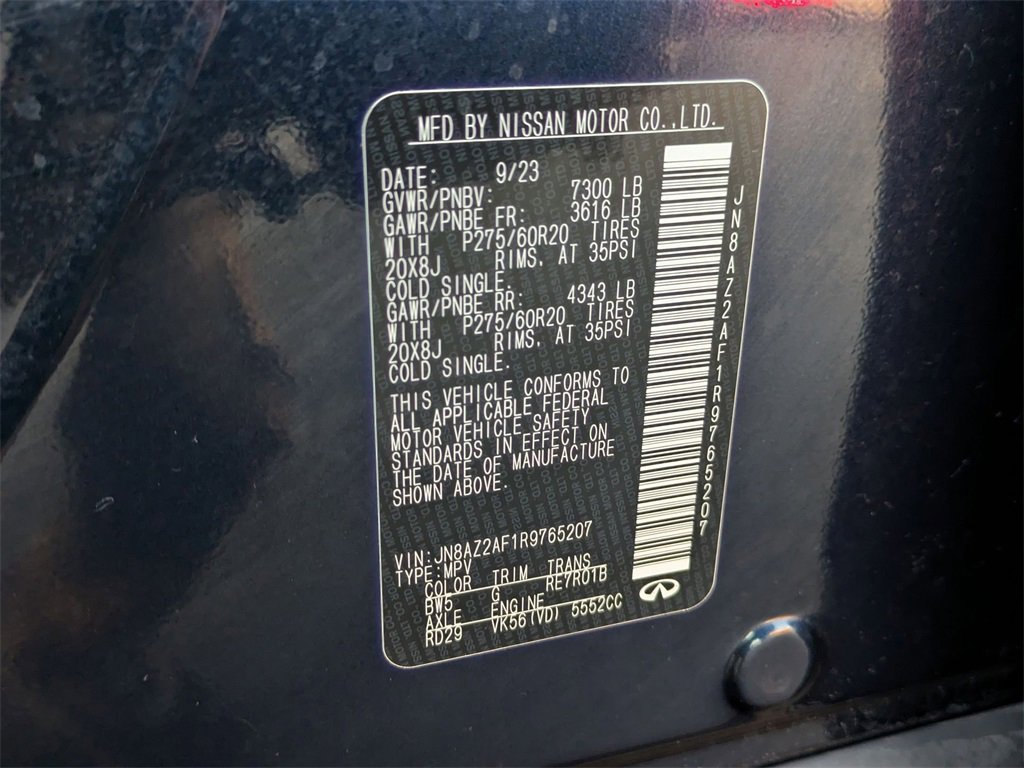 MFD BY NISSAN MOTOR CO.,LTD.
DATE: 9/23
GVWR/PNBV: 7300 LB
GAWR/PNBE FR: 3616 LB
WITH P275/60R20 TIRES
20X8J RIMS, AT 35PSI
COLD SINGLE.
GAWR/PNBE RR: 4343 LB
WITH P275/60R20 TIRES
20X8J RIMS, AT 35PSI
COLD SINGLE.
THIS VEHICLE CONFORMS TO
ALL APPLICABLE FEDERAL
MOTOR VEHICLE SAFETY
STANDARDS IN EFFECT ON
THE DATE OF MANUFACTURE
SHOWN ABOVE.
VIN:JN8AZ2AF1R9765207
TYPE:MPV
COLOR TRIM TRANS
BW5 G RE7R01B
AXLE ENGINE
RD29 VK56(VD) 5552CC
JN8AZ2AF1R9765207